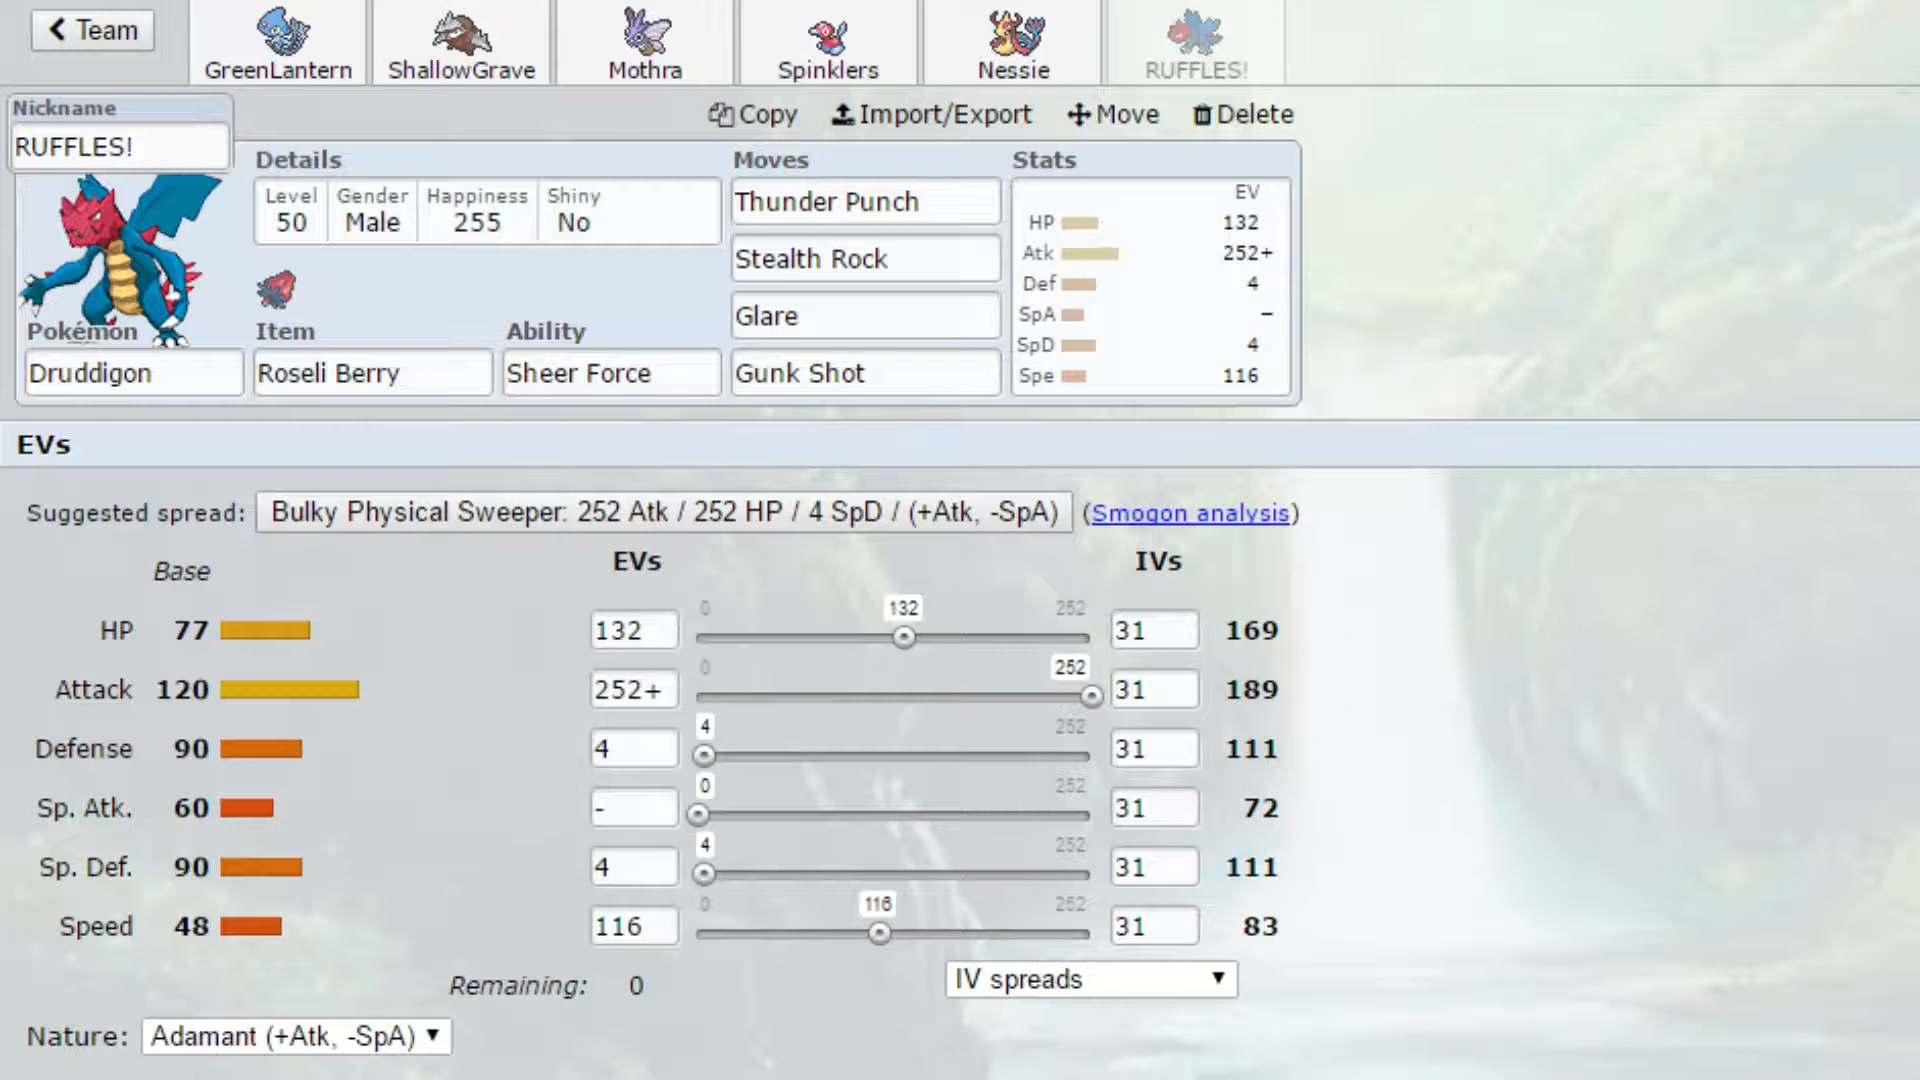 Team
GreenLantern
ShallowGrave
Mothra
Spinklers
Nessie
RUFFLES!
Copy Import/Export Move Delete
Nickname
RUFFLES!
Details
Level Gender Happiness Shiny
50 Male 255 No
Pokémon Item Ability
Druddigon Roseli Berry Sheer Force
Moves
Thunder Punch
Stealth Rock
Glare
Gunk Shot
Stats
EV
HP 132
Atk 252+
Def 4
SpA –
SpD 4
Spe 116
EVs
Suggested spread: Bulky Physical Sweeper: 252 Atk / 252 HP / 4 SpD / (+Atk, -SpA) (Smogon analysis)
Base EVs IVs
0 132 252
HP 77 132 31 169
0 252
Attack 120 252+ 31 189
4 252
Defense 90 4 31 111
0 252
Sp. Atk. 60 - 31 72
4 252
Sp. Def. 90 4 31 111
0 116 252
Speed 48 116 31 83
Remaining: 0 IV spreads
Nature: Adamant (+Atk, -SpA)